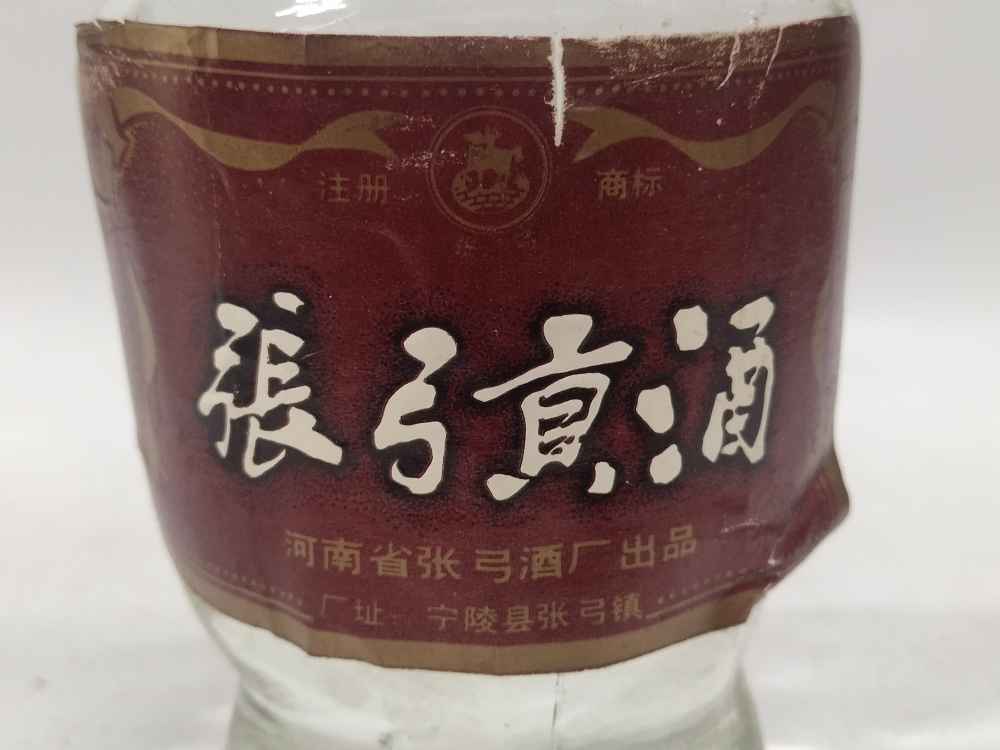 注册 商标
張弓贡酒
河南省张弓酒厂出品
厂址 宁陵县张弓镇